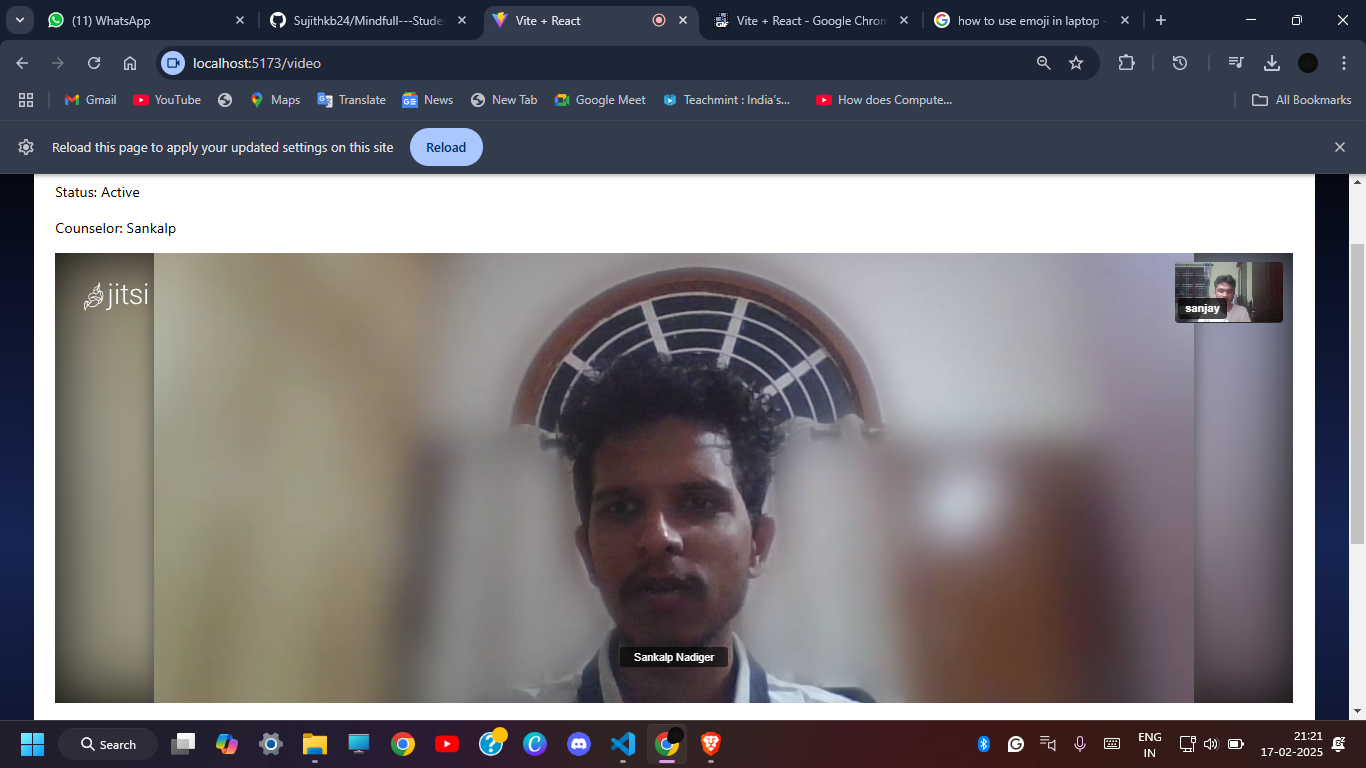 (11) WhatsApp
Sujithkb24/Mindfull---Stude
Vite + React
Vite + React - Google Chrom
how to use emoji in laptop -
localhost:5173/video
Gmail
YouTube
Maps
Translate
News
New Tab
Google Meet
Teachmint : India's...
How does Compute...
All Bookmarks
Reload this page to apply your updated settings on this site
Reload
Status: Active
Counselor: Sankalp
jitsi
sanjay
Sankalp Nadiger
Search
ENG
IN
21:21
17-02-2025